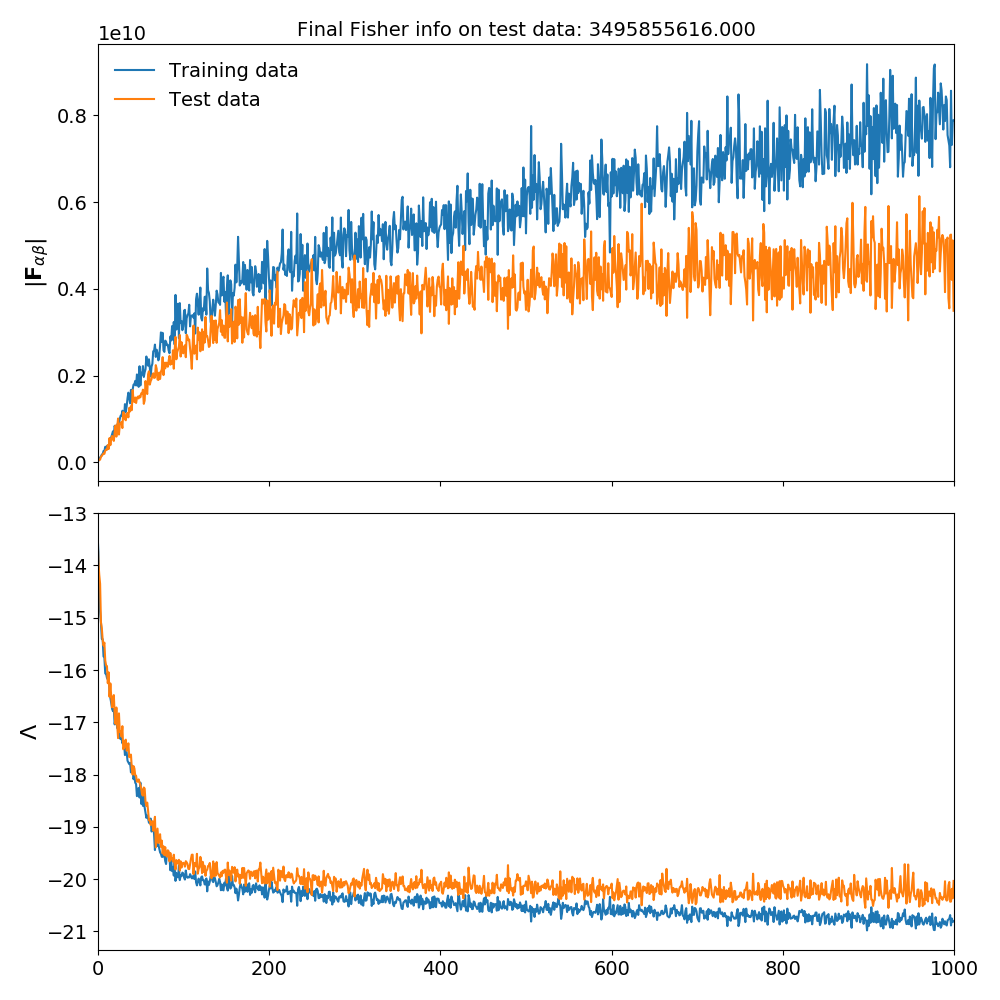 Final Fisher info on test data: 3495855616.000
1e10
Training data
Test data
0.8
0.6
0.4
0.2
0.0
|F_{αβ}|
−13
−14
−15
−16
−17
−18
−19
−20
−21
Λ
0 200 400 600 800 1000